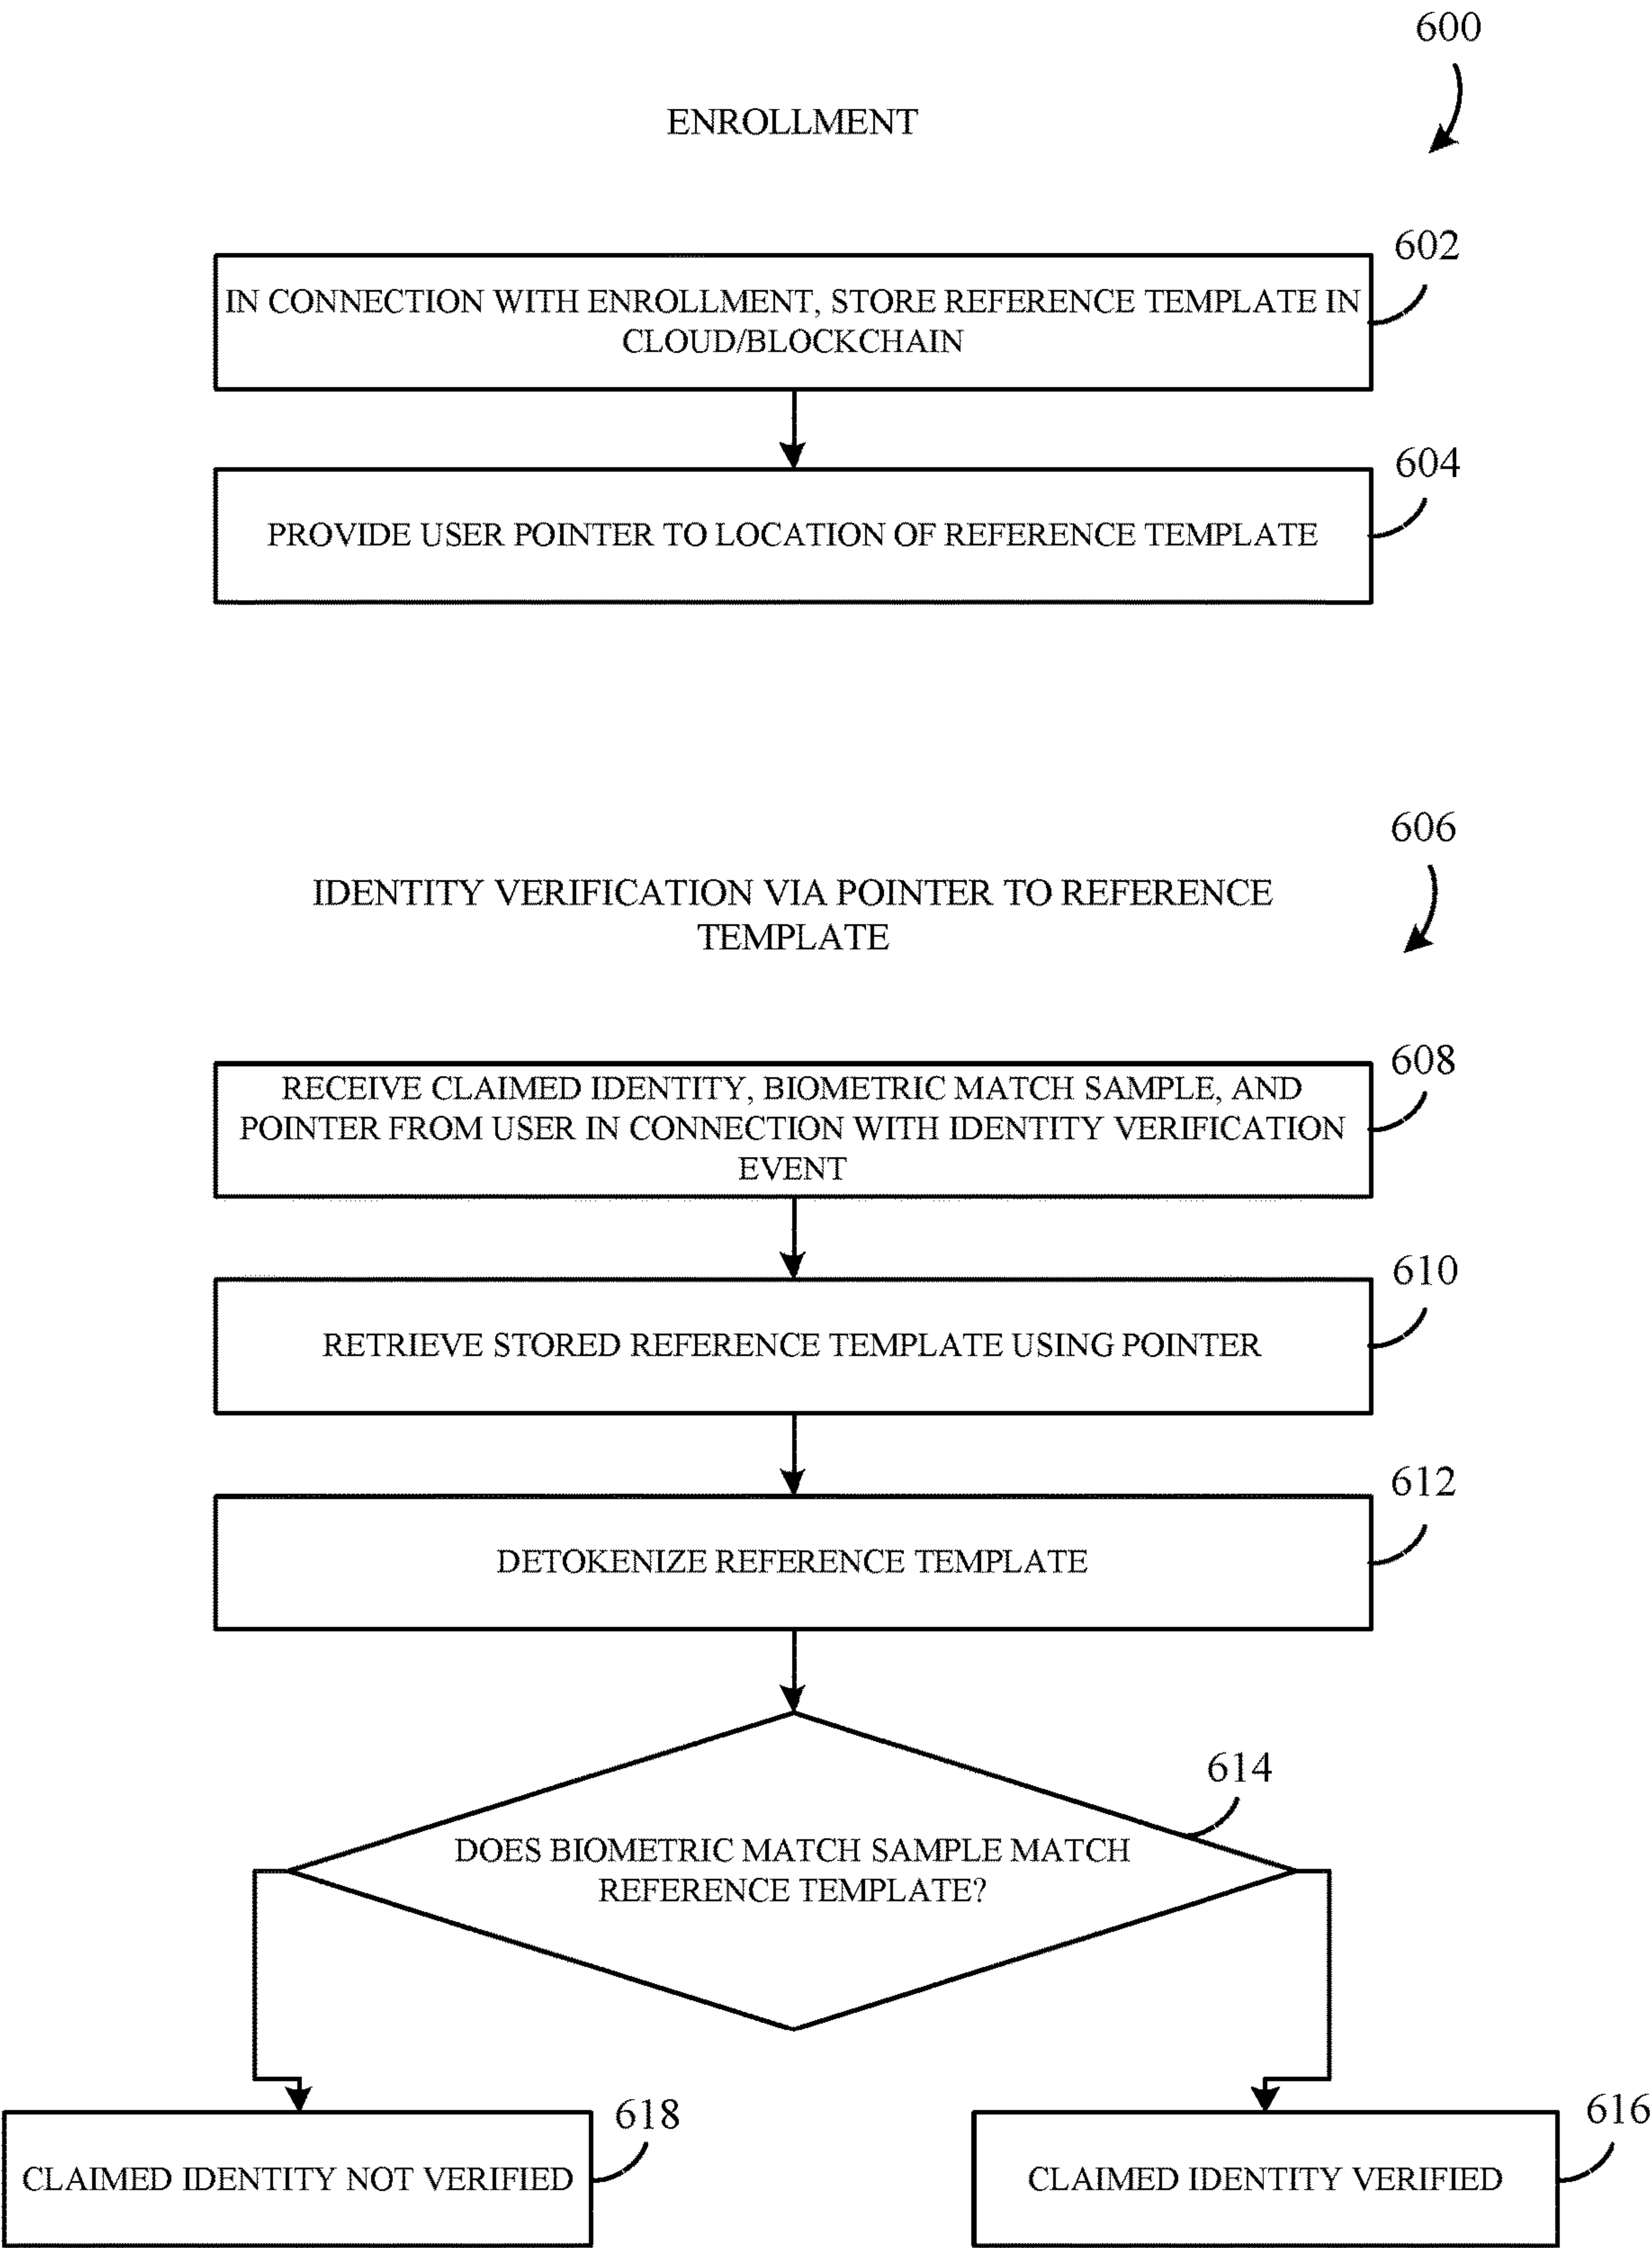 600
ENROLLMENT
602
IN CONNECTION WITH ENROLLMENT, STORE REFERENCE TEMPLATE IN
CLOUD/BLOCKCHAIN
604
PROVIDE USER POINTER TO LOCATION OF REFERENCE TEMPLATE
606
IDENTITY VERIFICATION VIA POINTER TO REFERENCE
TEMPLATE
608
RECEIVE CLAIMED IDENTITY, BIOMETRIC MATCH SAMPLE, AND
POINTER FROM USER IN CONNECTION WITH IDENTITY VERIFICATION
EVENT
610
RETRIEVE STORED REFERENCE TEMPLATE USING POINTER
612
DETOKENIZE REFERENCE TEMPLATE
614
DOES BIOMETRIC MATCH SAMPLE MATCH
REFERENCE TEMPLATE?
618
CLAIMED IDENTITY NOT VERIFIED
616
CLAIMED IDENTITY VERIFIED